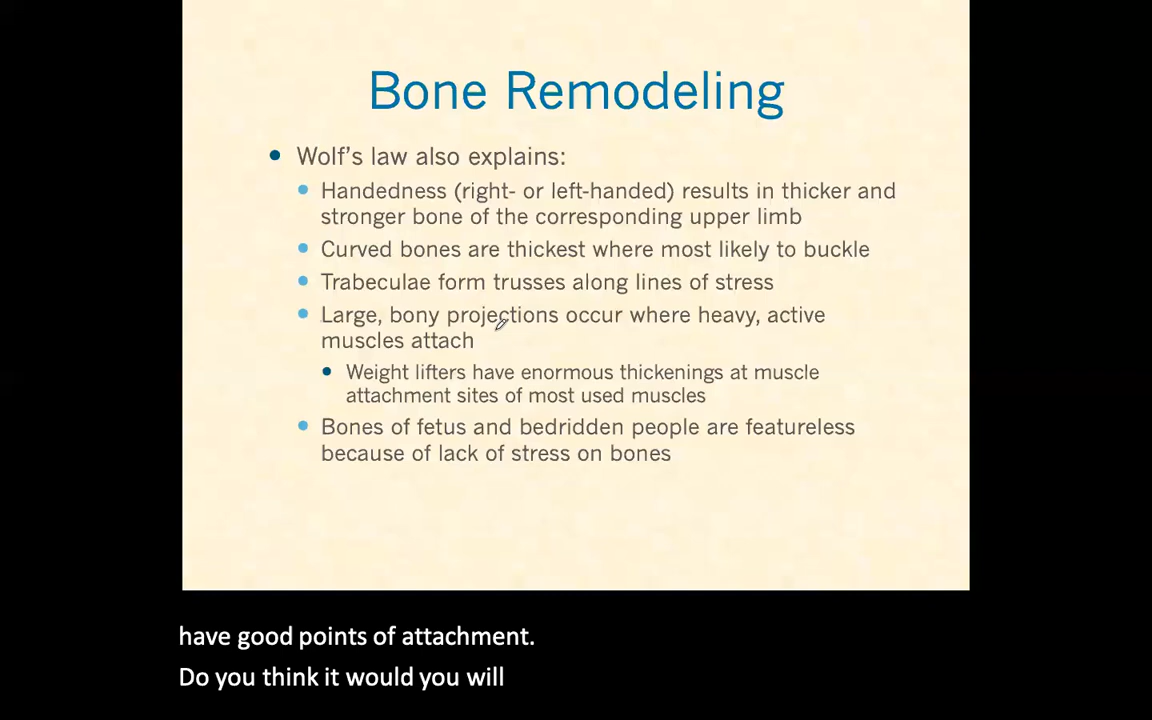 Bone Remodeling
• Wolf's law also explains:
• Handedness (right- or left-handed) results in thicker and
stronger bone of the corresponding upper limb
• Curved bones are thickest where most likely to buckle
• Trabeculae form trusses along lines of stress
• Large, bony projections occur where heavy, active
muscles attach
• Weight lifters have enormous thickenings at muscle
attachment sites of most used muscles
• Bones of fetus and bedridden people are featureless
because of lack of stress on bones
have good points of attachment.
Do you think it would you will